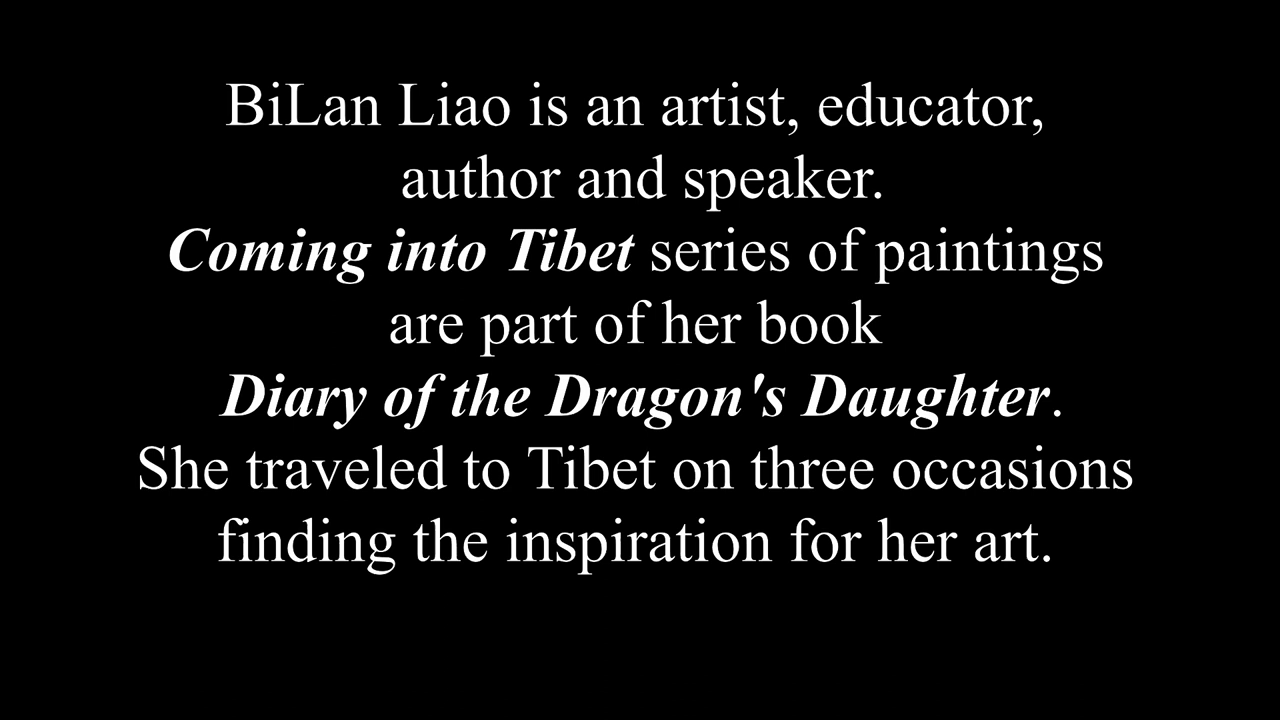 BiLan Liao is an artist, educator,
author and speaker.
Coming into Tibet series of paintings
are part of her book
Diary of the Dragon's Daughter.
She traveled to Tibet on three occasions
finding the inspiration for her art.